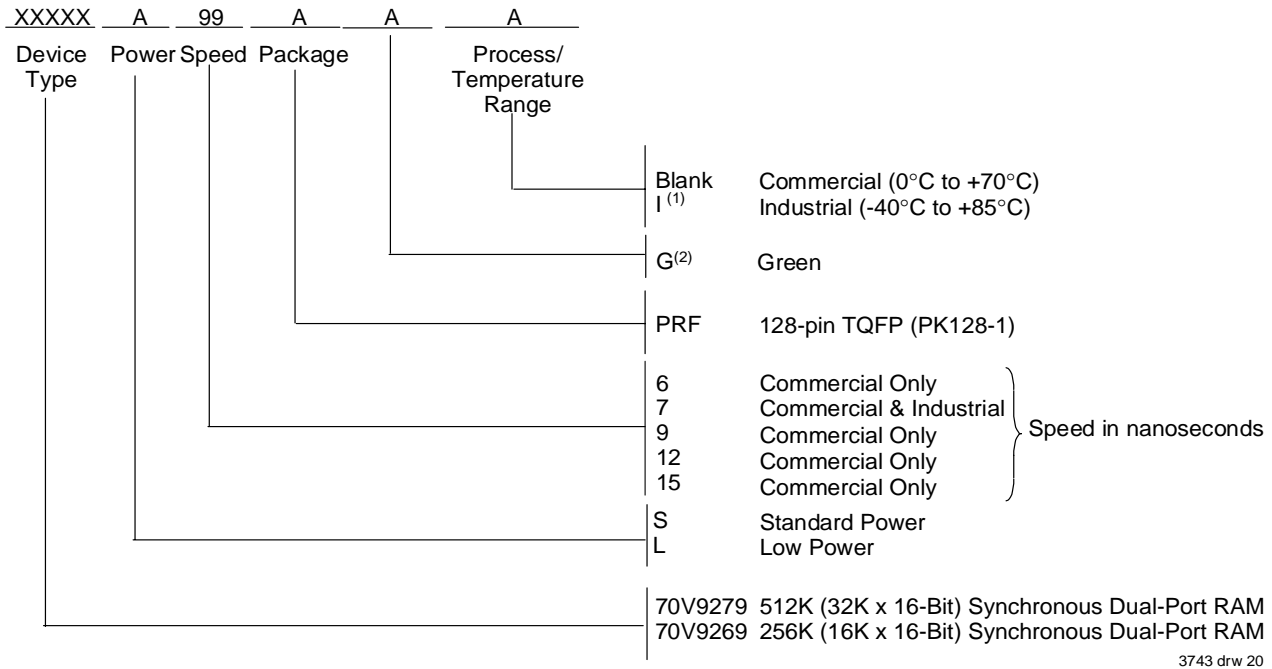 XXXXX A 99 A A A
Device Type Power Speed Package Process/ Temperature Range
Blank Commercial (0°C to +70°C)
I (1) Industrial (-40°C to +85°C)
G(2) Green
PRF 128-pin TQFP (PK128-1)
6 Commercial Only
7 Commercial & Industrial
9 Commercial Only
12 Commercial Only
15 Commercial Only
Speed in nanoseconds
S Standard Power
L Low Power
70V9279 512K (32K x 16-Bit) Synchronous Dual-Port RAM
70V9269 256K (16K x 16-Bit) Synchronous Dual-Port RAM
3743 drw 20